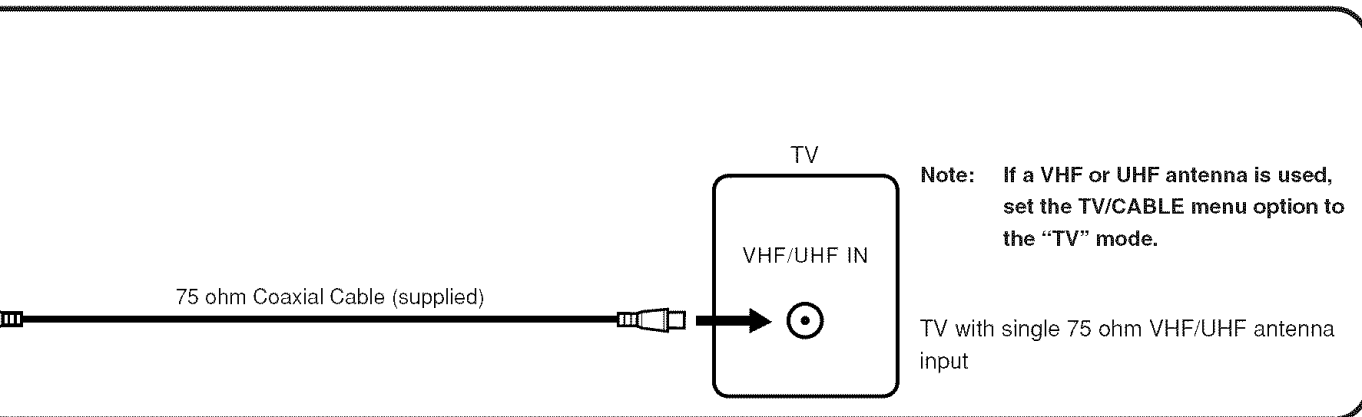 TV
Note: If a VHF or UHF antenna is used,
set the TV/CABLE menu option to
the “TV” mode.
VHF/UHF IN
75 ohm Coaxial Cable (supplied)
TV with single 75 ohm VHF/UHF antenna
input